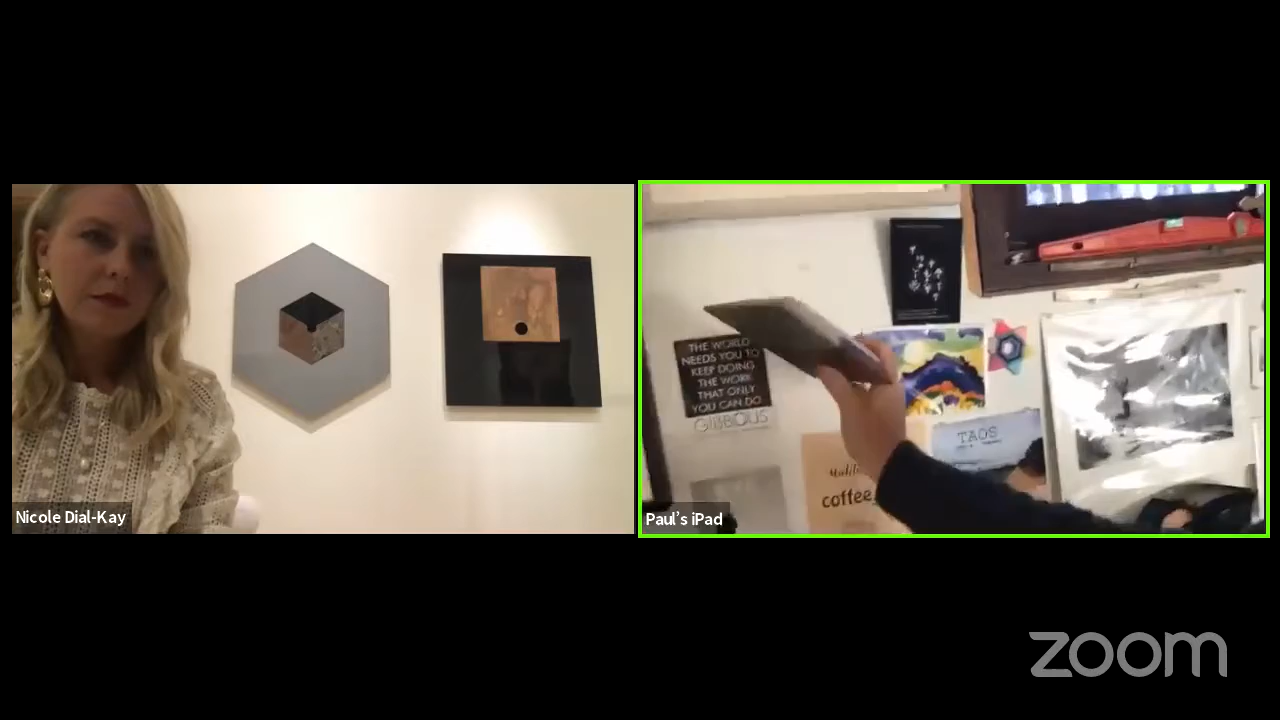 THE WORLD
NEEDS YOU TO
KEEP DOING
THE WORK
THAT ONLY
YOU CAN DO
GIBBOUS
TAOS
coffee
Nicole Dial-Kay
Paul's iPad
zoom